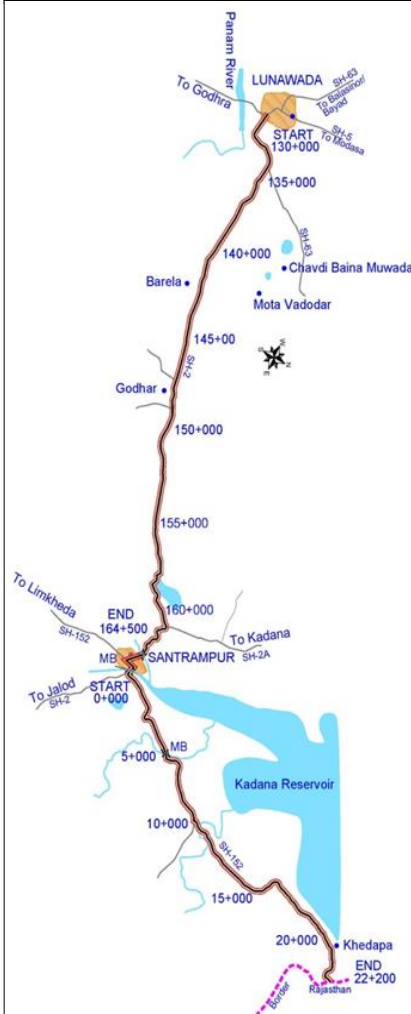 Panam River
LUNAWADA
SH-63
To Godhra
To Balasinor/
Bayad
START
130+000
SH-5
To Modasa
135+000
SH-63
140+000
Chavdi Baina Muwada
Barela
Mota Vadodar
145+00
W
S
N
E
SH-2
Godhar
150+000
155+000
To Limkheda
SH-152
END
164+500
160+000
To Kadana
SH-2A
MB
SANTRAMPUR
To Jalod
SH-2
START
0+000
MB
5+000
Kadana Reservoir
10+000
SH-152
15+000
20+000
Khedapa
END
22+200
Rajasthan
Border